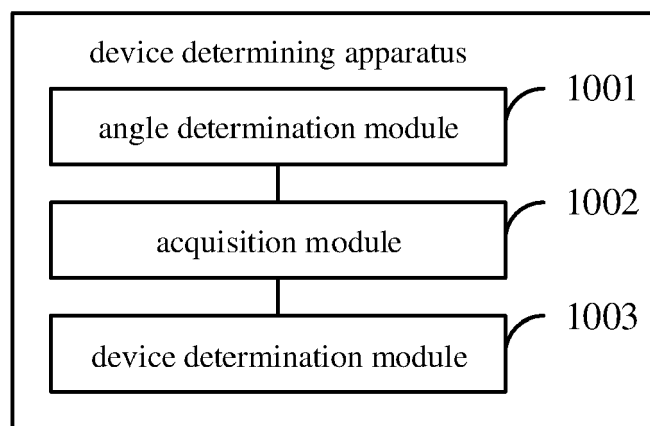 device determining apparatus
1001
angle determination module
1002
acquisition module
1003
device determination module